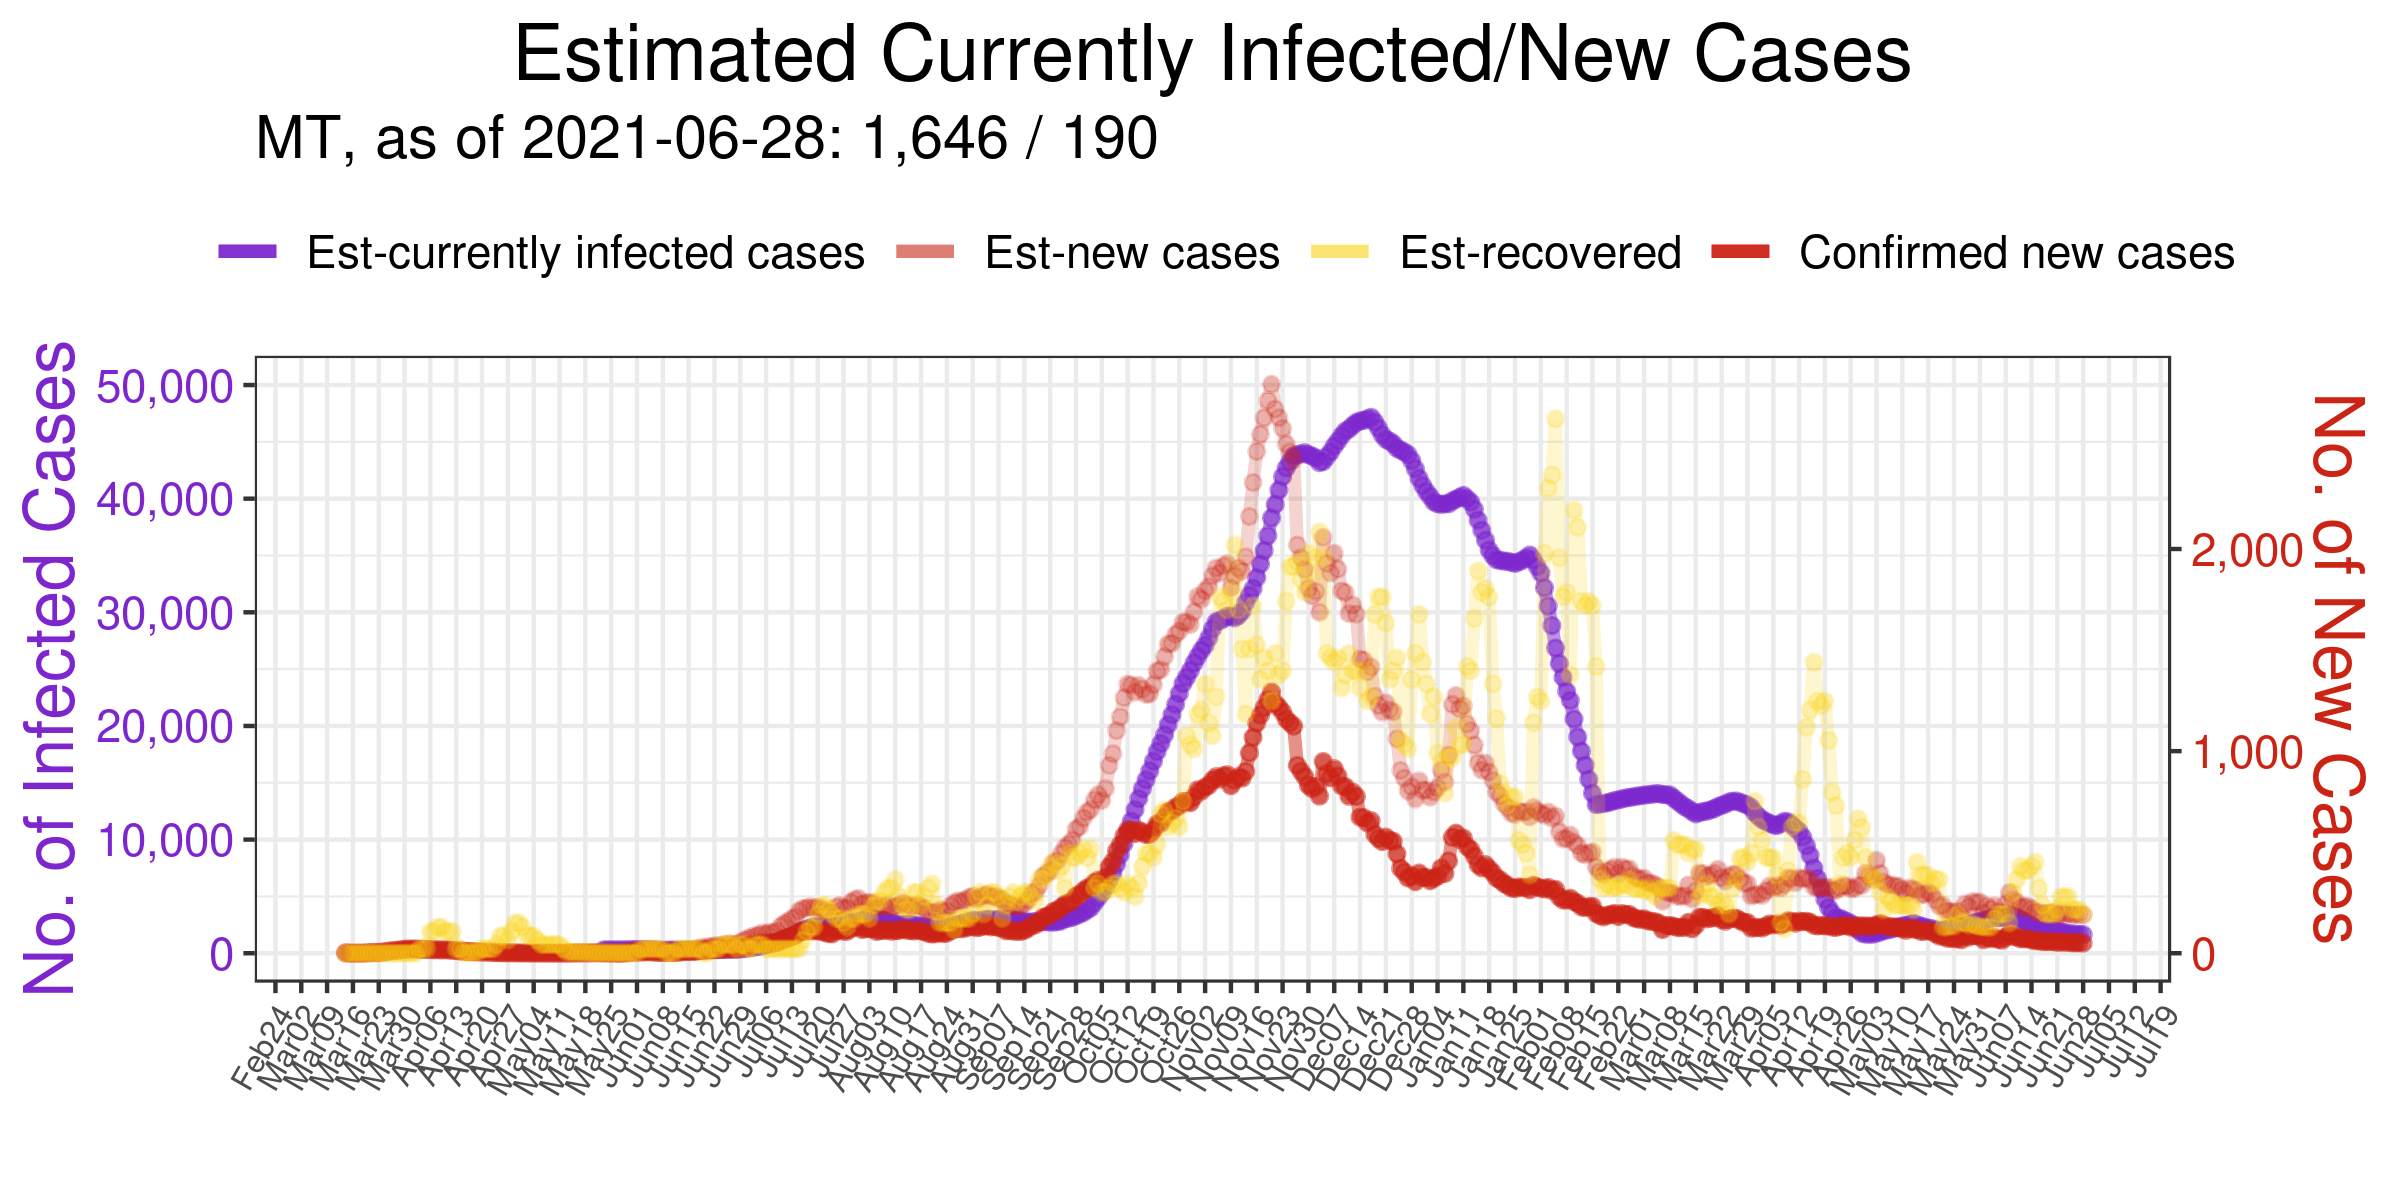 Estimated Currently Infected/New Cases
MT, as of 2021-06-28: 1,646 / 190
Est-currently infected cases
Est-new cases
Est-recovered
Confirmed new cases
No. of Infected Cases
50,000
40,000
30,000
20,000
10,000
0
No. of New Cases
2,000
1,000
0
Feb24
Mar02
Mar09
Mar16
Mar23
Mar30
Apr06
Apr13
Apr20
Apr27
May04
May11
May18
May25
Jun01
Jun08
Jun15
Jun22
Jun29
Jul06
Jul13
Jul20
Jul27
Aug03
Aug10
Aug17
Aug24
Aug31
Sep07
Sep14
Sep21
Sep28
Oct05
Oct12
Oct19
Oct26
Nov02
Nov09
Nov16
Nov23
Nov30
Dec07
Dec14
Dec21
Dec28
Jan04
Jan11
Jan18
Jan25
Feb01
Feb08
Feb15
Feb22
Mar01
Mar08
Mar15
Mar22
Mar29
Apr05
Apr12
Apr19
Apr26
May03
May10
May17
May24
May31
Jun07
Jun14
Jun21
Jun28
Jul05
Jul12
Jul19